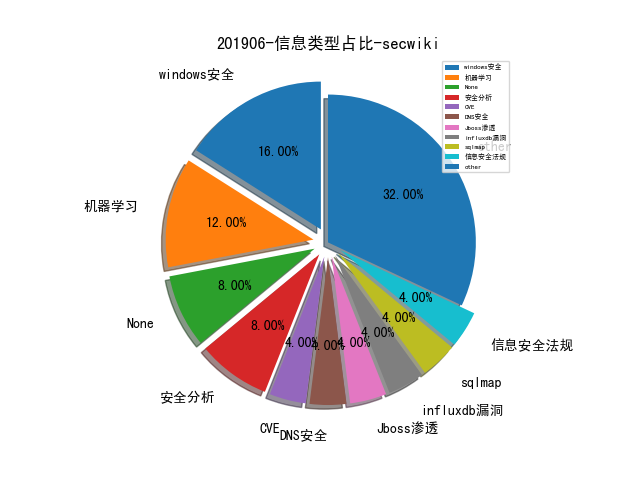 201906-信息类型占比-secwiki
windows安全
机器学习
None
安全分析
CVE
DNS安全
Jboss渗透
influxdb漏洞
sqlmap
信息安全法规
other
16.00%
12.00%
8.00%
8.00%
4.00%
4.00%
4.00%
4.00%
4.00%
4.00%
32.00%
windows安全
机器学习
None
安全分析
CVE
DNS安全
Jboss渗透
influxdb漏洞
sqlmap
信息安全法规
other